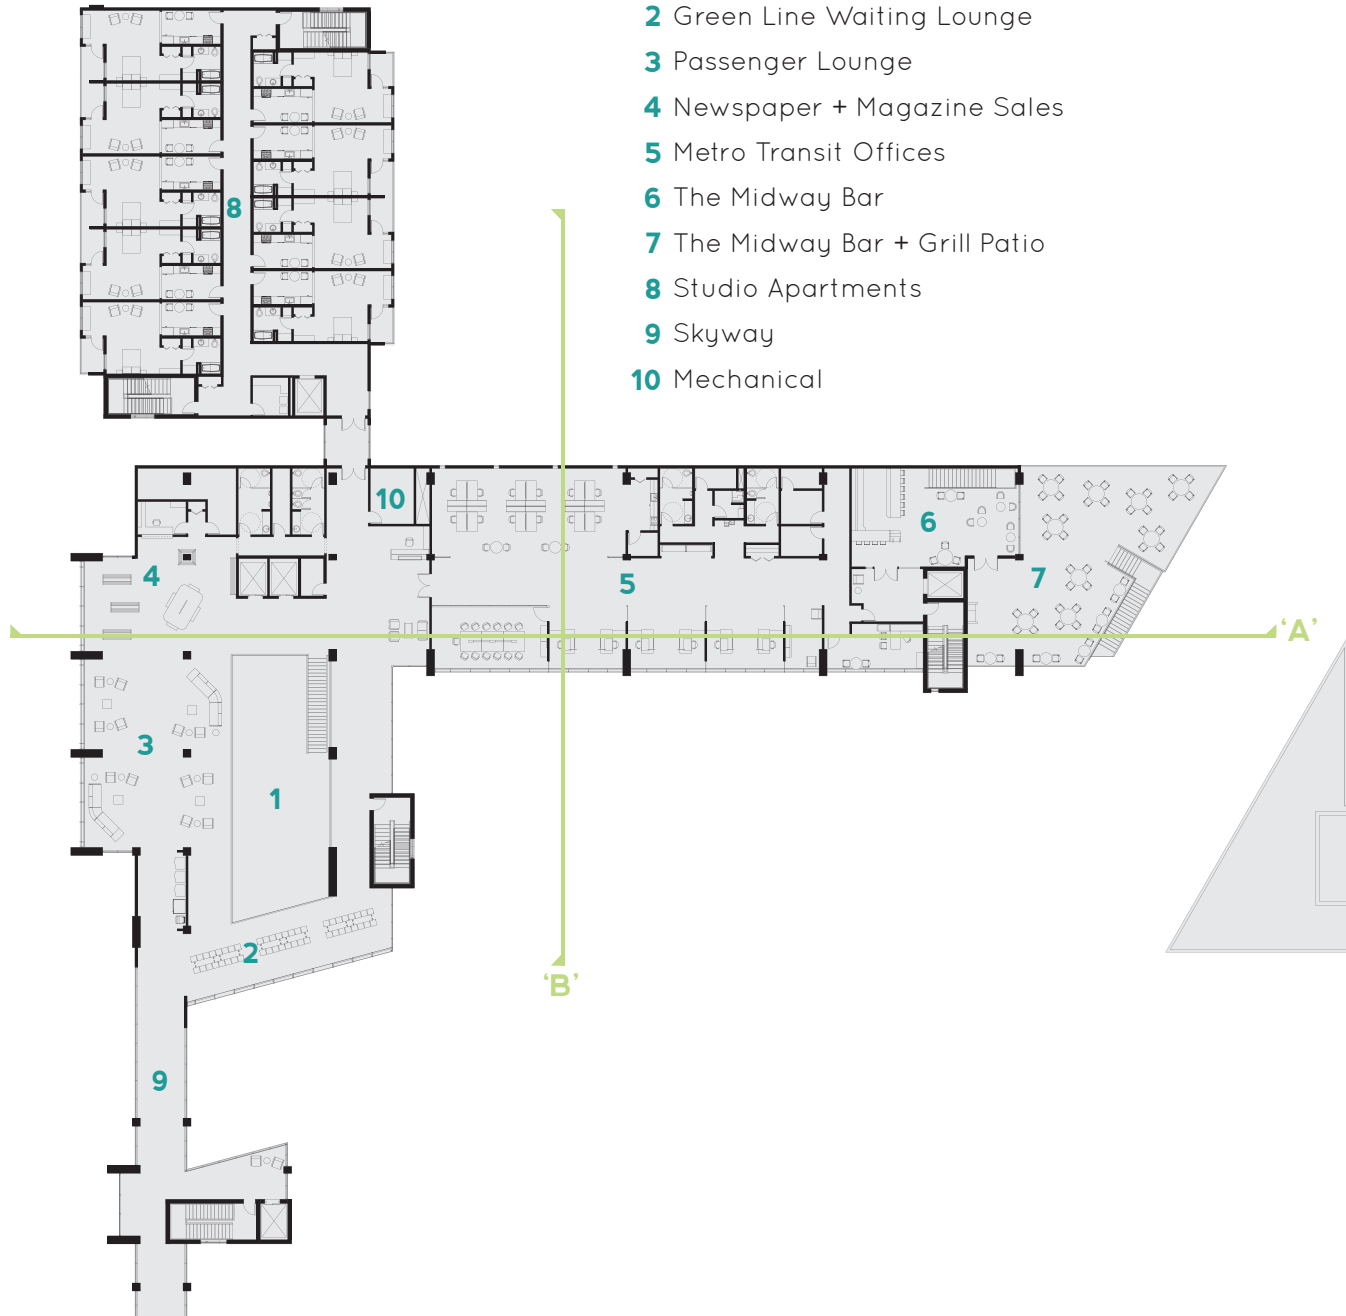 2 Green Line Waiting Lounge
3 Passenger Lounge
4 Newspaper + Magazine Sales
5 Metro Transit Offices
6 The Midway Bar
7 The Midway Bar + Grill Patio
8 Studio Apartments
9 Skyway
10 Mechanical
8
10
6
4
5
7
'A'
3
1
2
'B'
9